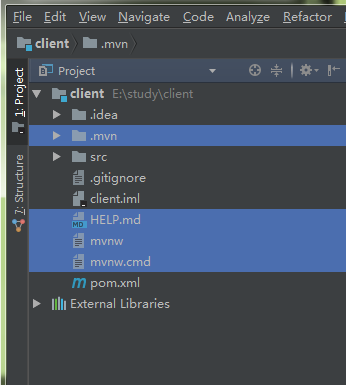 File Edit View Navigate Code Analyze Refactor
client .mvn
Project
client E:\study\client
.idea
.mvn
src
.gitignore
client.iml
HELP.md
mvnw
mvnw.cmd
pom.xml
External Libraries
1: Project
7: Structure